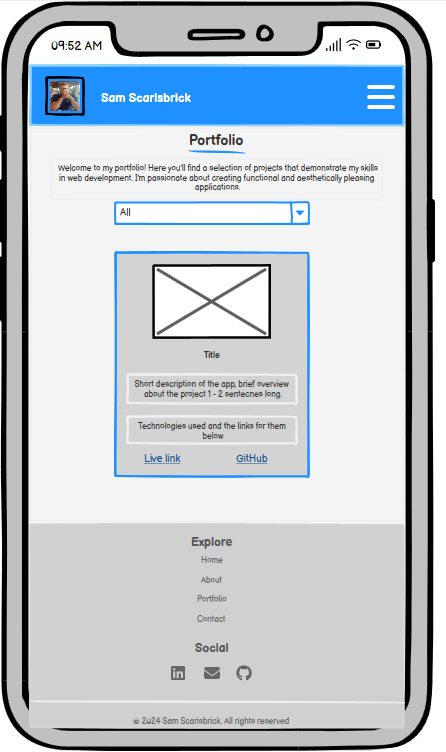 09:52 AM
Sam Scarisbrick
Portfolio
Welcome to my portfolio! Here you'll find a selection of projects that demonstrate my skills
in web development. I'm passionate about creating functional and aesthetically pleasing
applications.
All
Title
Short description of the app, brief overview
about the project 1 - 2 sentecnes long.
Technologies used and the links for them
below
Live link
GitHub
Explore
Home
About
Portfolio
Contact
Social
in
© 2024 Sam Scarisbrick. All rights reserved